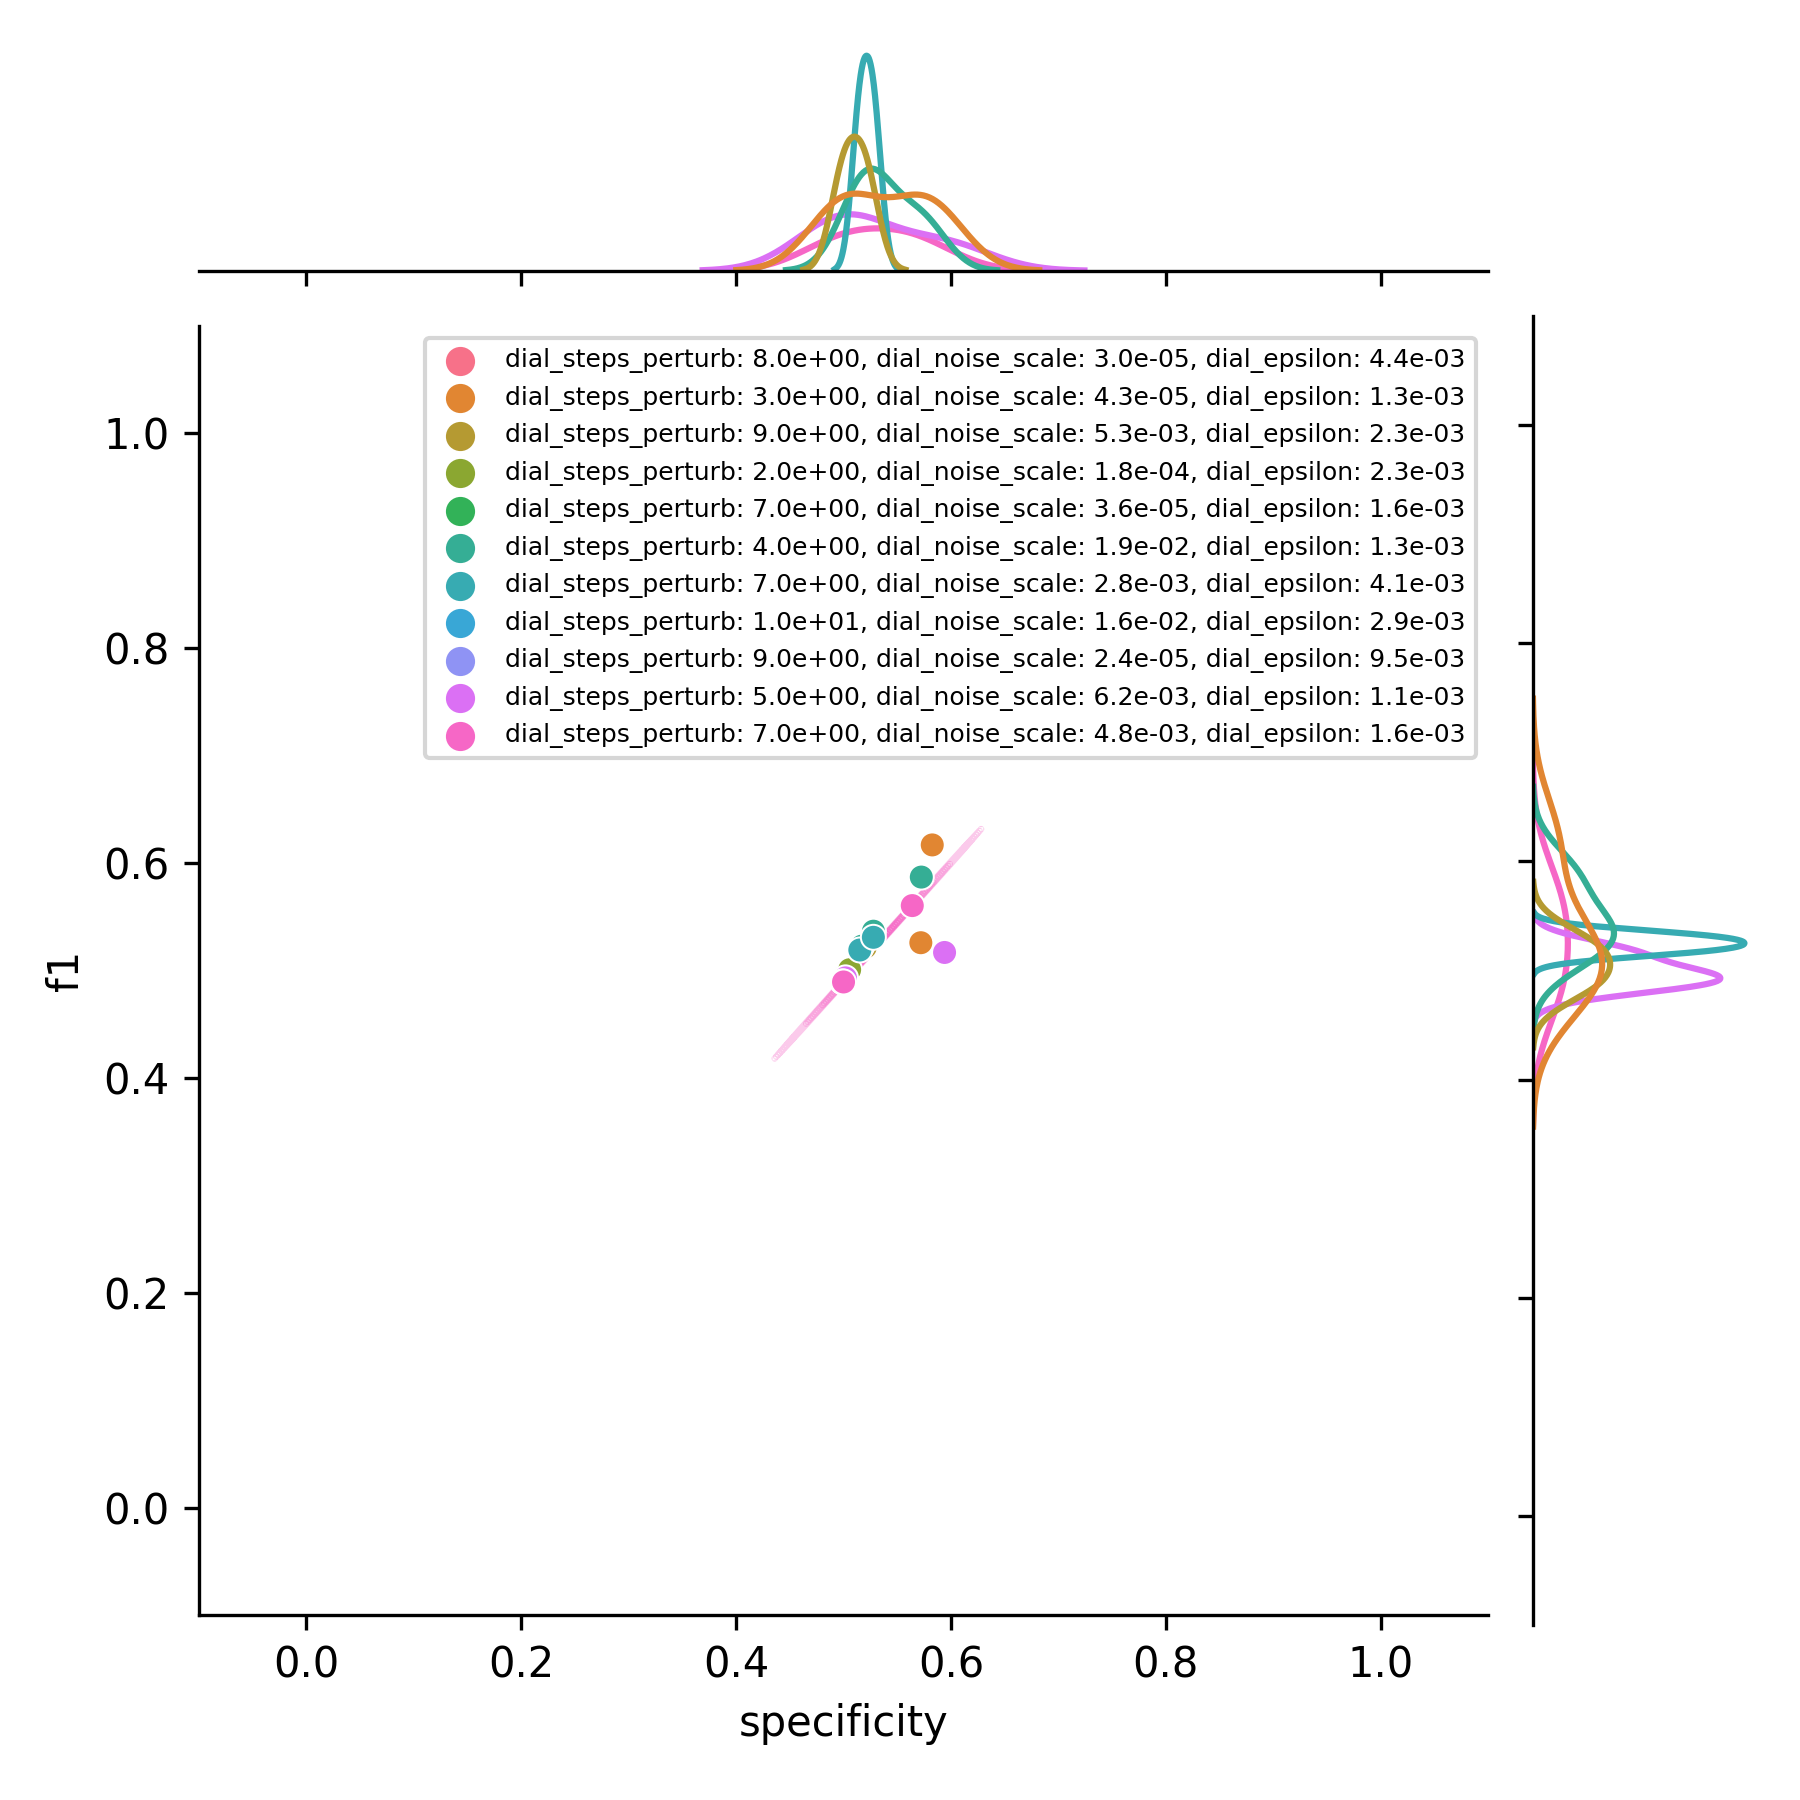 dial_steps_perturb: 8.0e+00, dial_noise_scale: 3.0e-05, dial_epsilon: 4.4e-03
dial_steps_perturb: 3.0e+00, dial_noise_scale: 4.3e-05, dial_epsilon: 1.3e-03
dial_steps_perturb: 9.0e+00, dial_noise_scale: 5.3e-03, dial_epsilon: 2.3e-03
dial_steps_perturb: 2.0e+00, dial_noise_scale: 1.8e-04, dial_epsilon: 2.3e-03
dial_steps_perturb: 7.0e+00, dial_noise_scale: 3.6e-05, dial_epsilon: 1.6e-03
dial_steps_perturb: 4.0e+00, dial_noise_scale: 1.9e-02, dial_epsilon: 1.3e-03
dial_steps_perturb: 7.0e+00, dial_noise_scale: 2.8e-03, dial_epsilon: 4.1e-03
dial_steps_perturb: 1.0e+01, dial_noise_scale: 1.6e-02, dial_epsilon: 2.9e-03
dial_steps_perturb: 9.0e+00, dial_noise_scale: 2.4e-05, dial_epsilon: 9.5e-03
dial_steps_perturb: 5.0e+00, dial_noise_scale: 6.2e-03, dial_epsilon: 1.1e-03
dial_steps_perturb: 7.0e+00, dial_noise_scale: 4.8e-03, dial_epsilon: 1.6e-03
1.0
0.8
0.6
0.4
0.2
0.0
f1
0.0 0.2 0.4 0.6 0.8 1.0
specificity